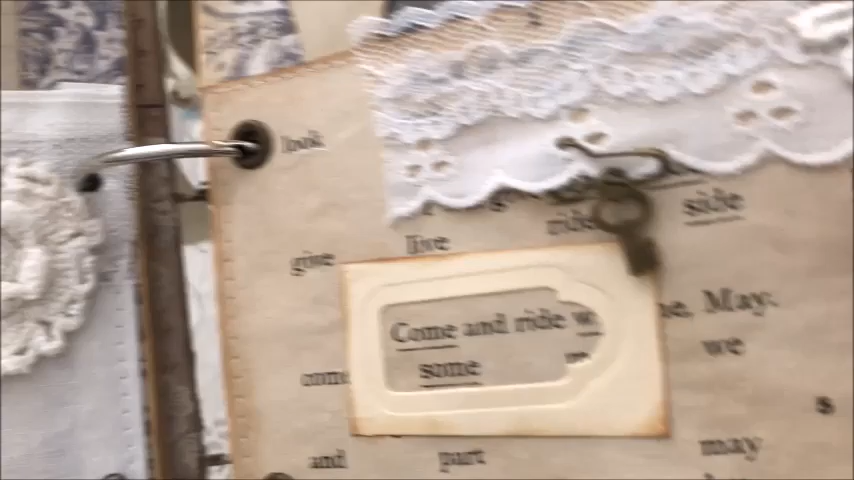 look
ride side
give live
Come and ride
some
May.
come we
s
and part may